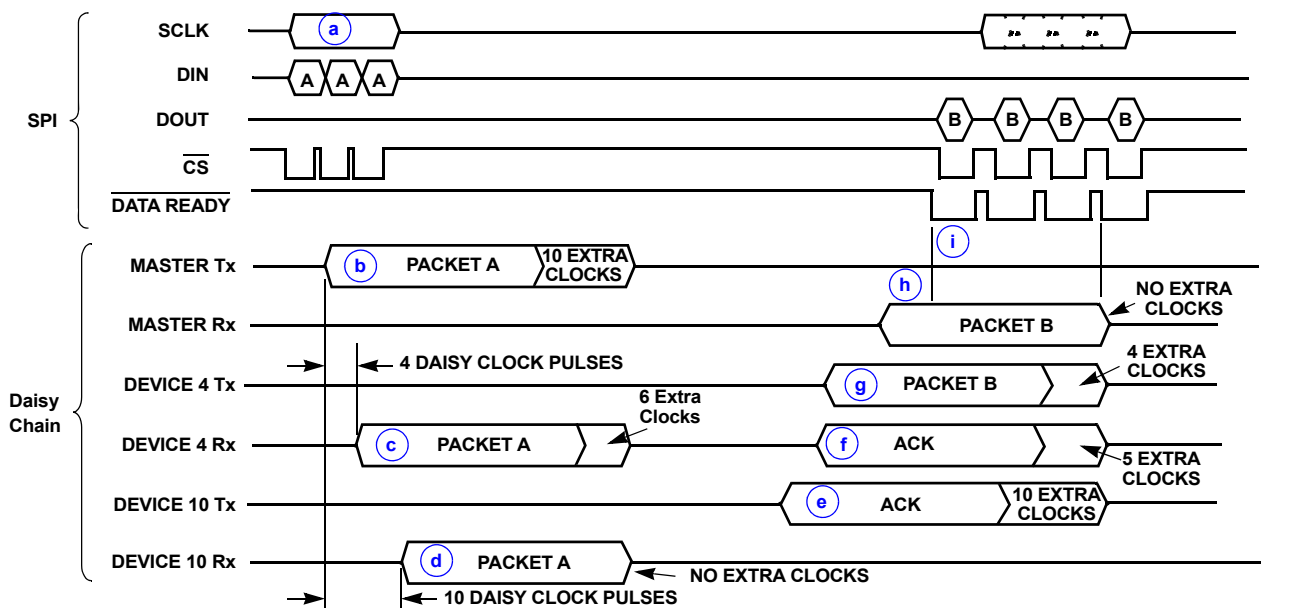 SPI
SCLK
a
DIN
A A A
DOUT
B B B B
CS
DATA READY
i
Daisy
Chain
MASTER Tx
b
PACKET A
10 EXTRA
CLOCKS
h
MASTER Rx
PACKET B
NO EXTRA
CLOCKS
4 DAISY CLOCK PULSES
DEVICE 4 Tx
g
PACKET B
4 EXTRA
CLOCKS
DEVICE 4 Rx
c
PACKET A
6 Extra
Clocks
f
ACK
5 EXTRA
CLOCKS
DEVICE 10 Tx
e
ACK
10 EXTRA
CLOCKS
DEVICE 10 Rx
d
PACKET A
NO EXTRA CLOCKS
10 DAISY CLOCK PULSES